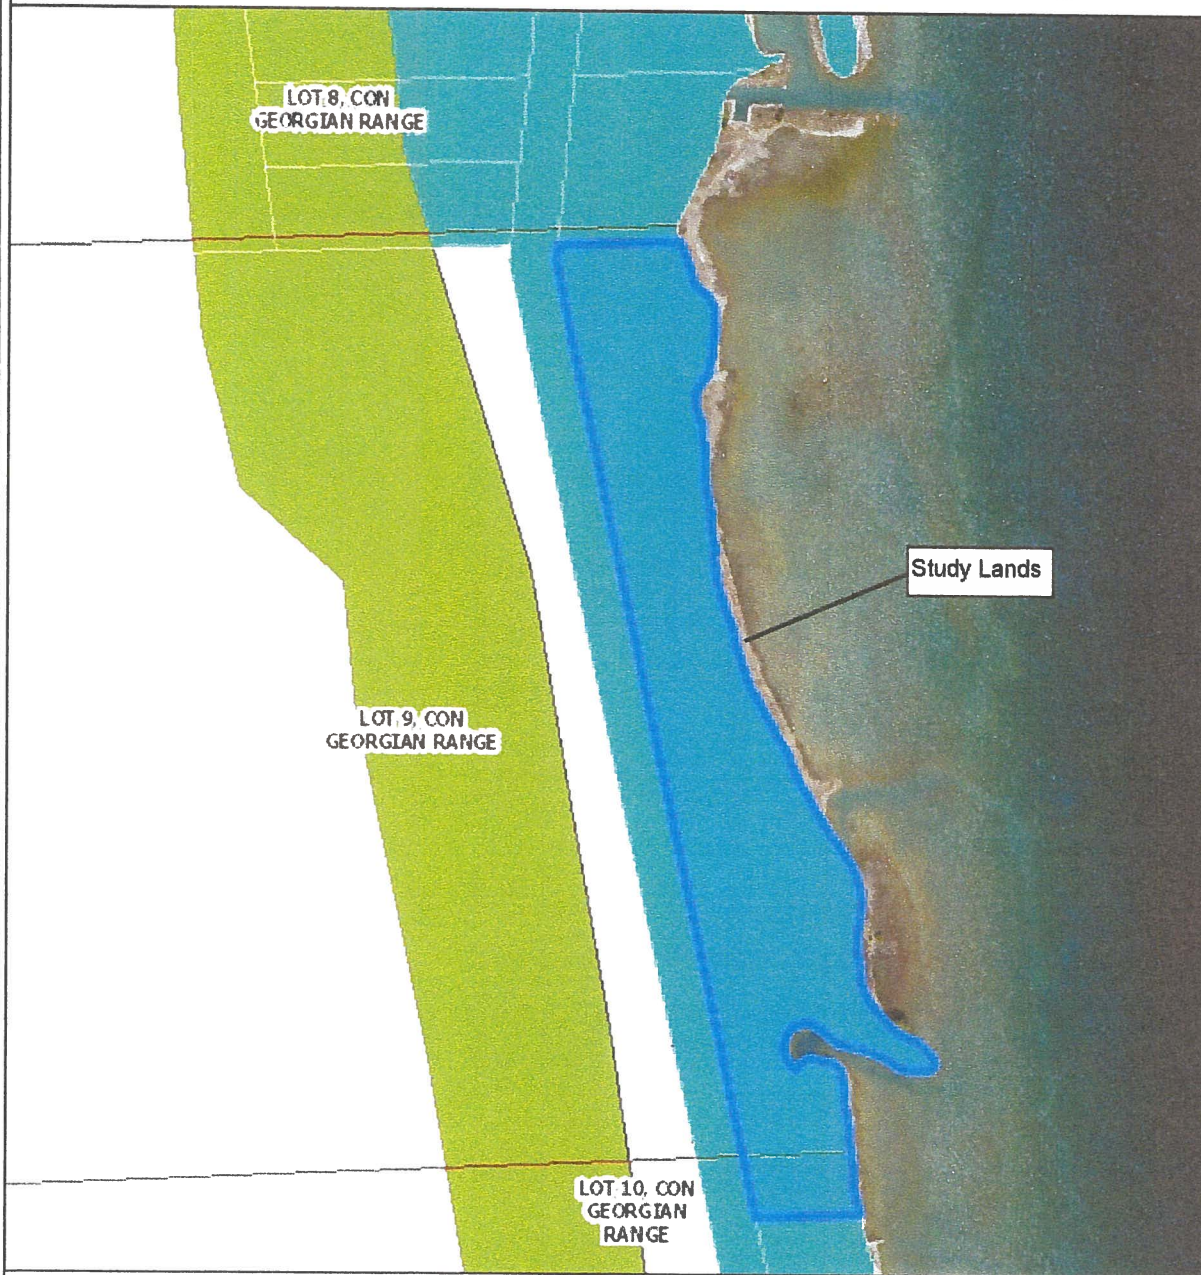 LOT 8, CON
GEORGIAN RANGE
Study Lands
LOT 9, CON
GEORGIAN RANGE
LOT 10, CON
GEORGIAN
RANGE